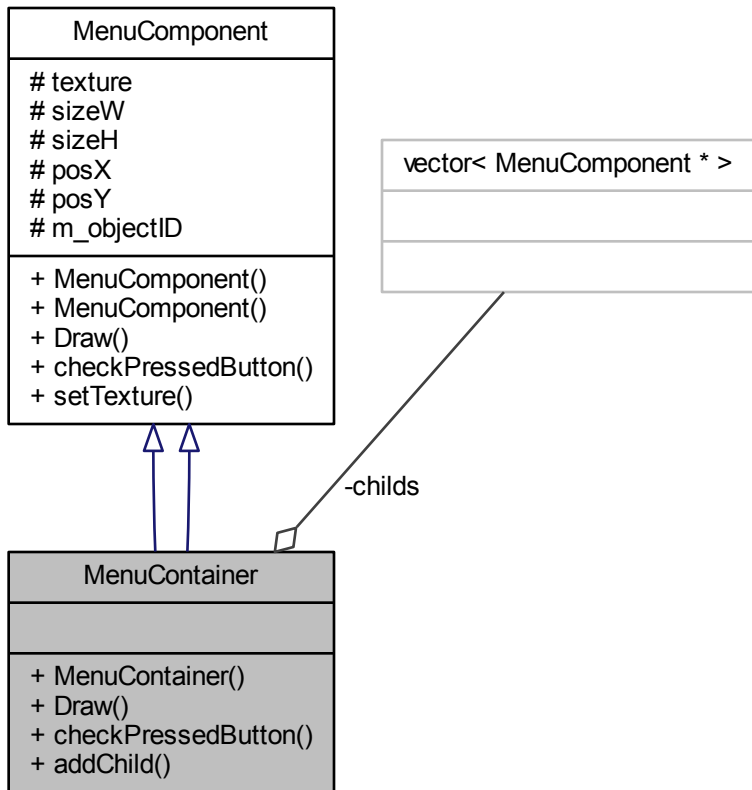 MenuComponent
# texture
# sizeW
# sizeH
# posX
# posY
# m_objectID
+ MenuComponent()
+ MenuComponent()
+ Draw()
+ checkPressedButton()
+ setTexture()
vector< MenuComponent * >
-childs
MenuContainer
+ MenuContainer()
+ Draw()
+ checkPressedButton()
+ addChild()